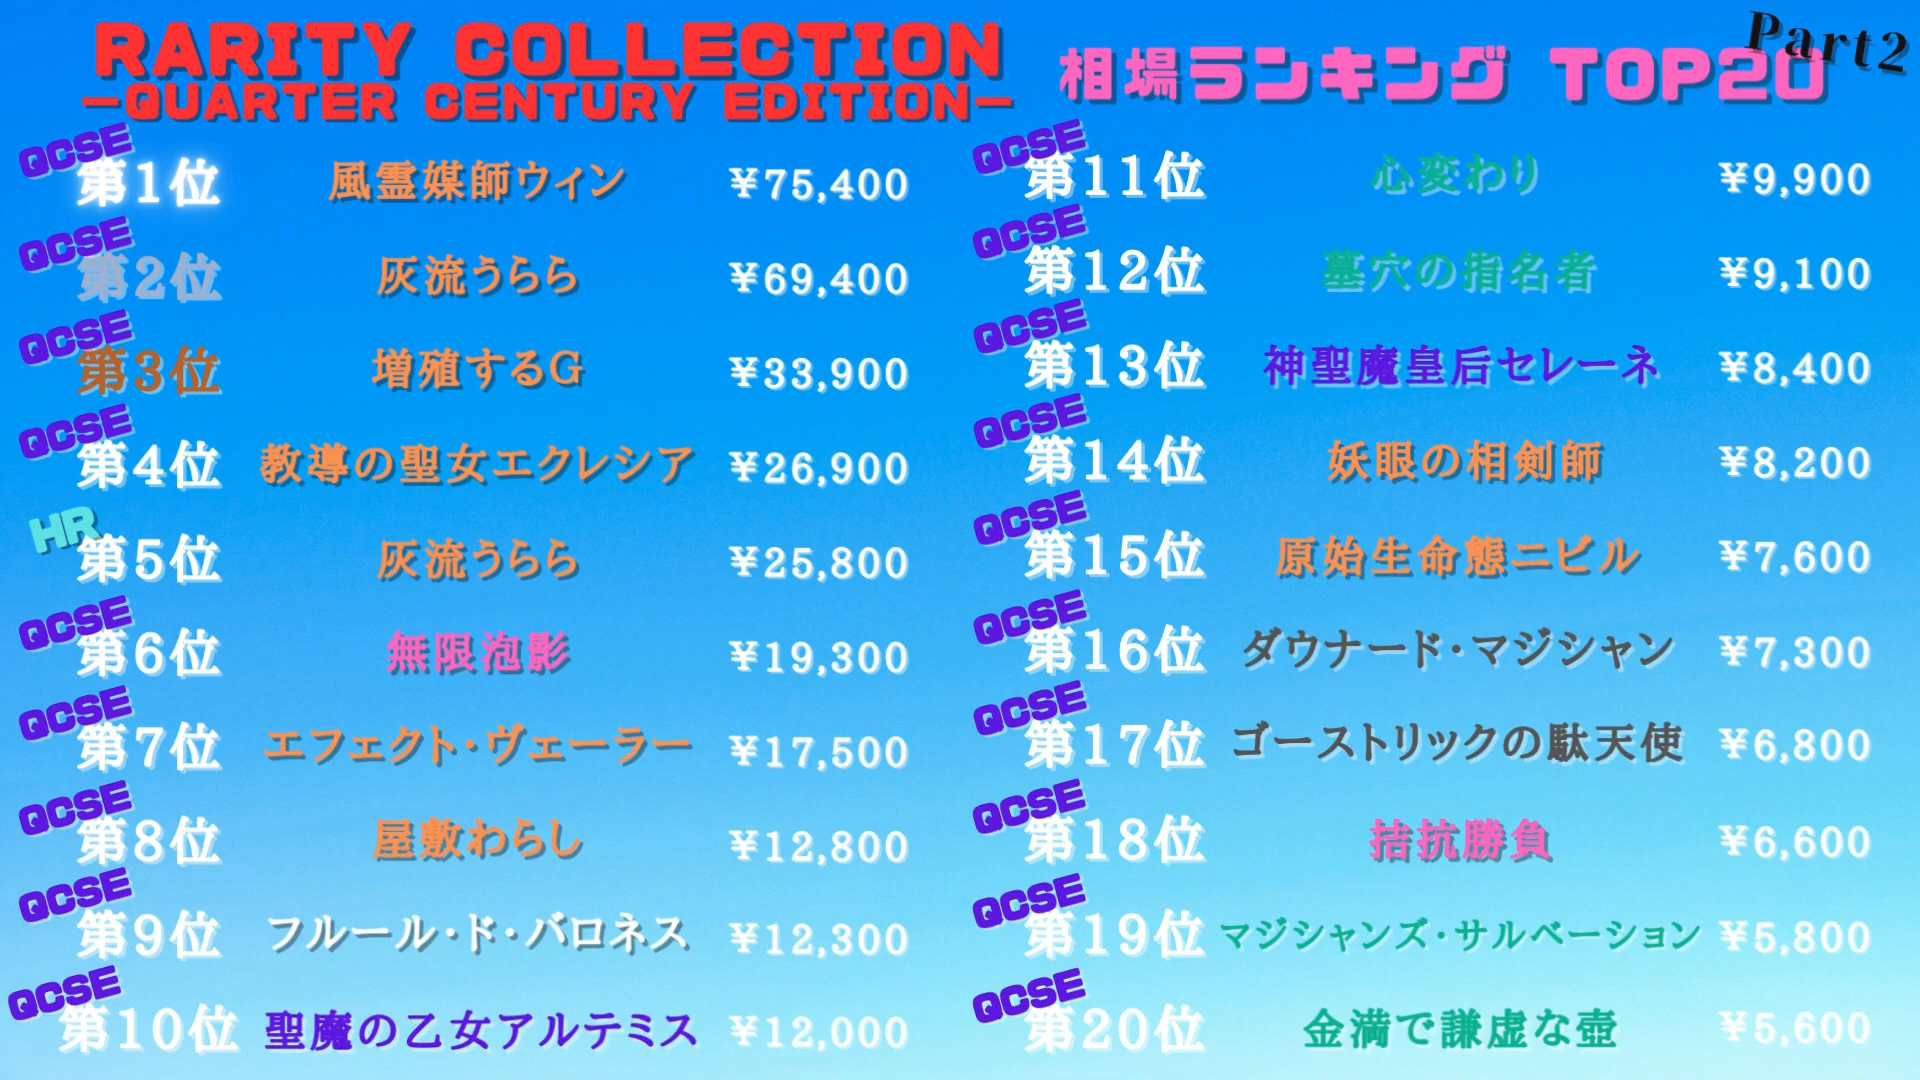 RARITY COLLECTION
-QUARTER CENTURY EDITION-
相場ランキング TOP20
Part2
QCSE
第1位 風霊媒師ウィン ¥75,400
QCSE
第2位 灰流うらら ¥69,400
QCSE
第3位 増殖するG ¥33,900
QCSE
第4位 教導の聖女エクレシア ¥26,900
HR
第5位 灰流うらら ¥25,800
QCSE
第6位 無限泡影 ¥19,300
QCSE
第7位 エフェクト・ヴェーラー ¥17,500
QCSE
第8位 屋敷わらし ¥12,800
QCSE
第9位 フルール・ド・バロネス ¥12,300
QCSE
第10位 聖魔の乙女アルテミス ¥12,000
QCSE
第11位 心変わり ¥9,900
QCSE
第12位 墓穴の指名者 ¥9,100
QCSE
第13位 神聖魔皇后セレーネ ¥8,400
QCSE
第14位 妖眼の相剣師 ¥8,200
QCSE
第15位 原始生命態ニビル ¥7,600
QCSE
第16位 ダウナード・マジシャン ¥7,300
QCSE
第17位 ゴーストリックの駄天使 ¥6,800
QCSE
第18位 拮抗勝負 ¥6,600
QCSE
第19位 マジシャンズ・サルベーション ¥5,800
QCSE
第20位 金満で謙虚な壺 ¥5,600